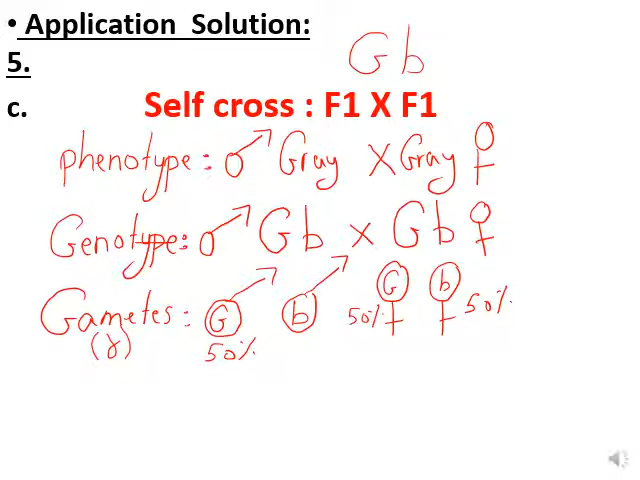 • Application Solution:
Gb
5.
c. Self cross : F1 X F1
phenotype: ♂ Gray X Gray ♀
Genotype: ♂ Gb x Gb ♀
Gametes: G b G b
(γ) 50% 50% 50%